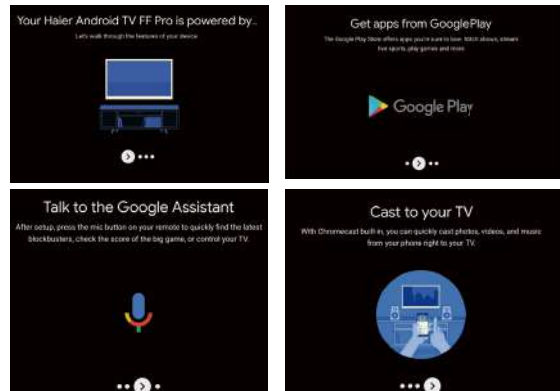 Your Haier Android TV FF Pro is powered by..
Let's walk through the features of your device
Get apps from GooglePlay
The Google Play Store offers apps you're sure to love. Watch shows, stream
live sports, play games and more.
Google Play
Talk to the Google Assistant
After setup, press the mic button on your remote to quickly find the latest
blockbusters, check the score of the big game, or control your TV.
Cast to your TV
With Chromecast built-in, you can quickly cast photos, videos, and music
from your phone right to your TV.